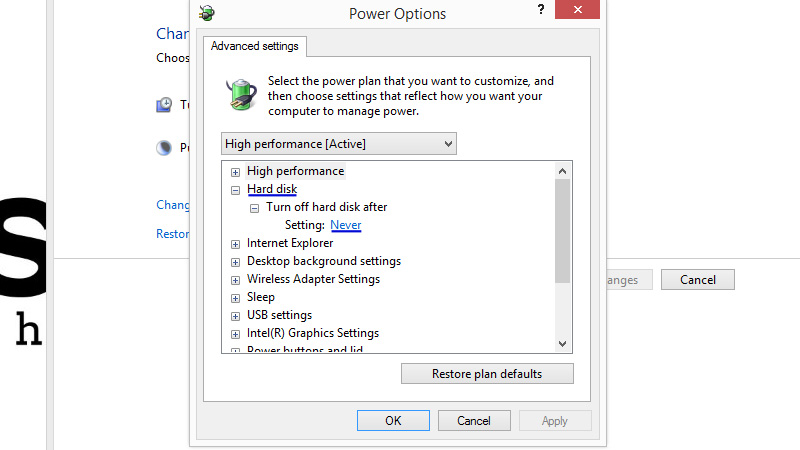 Power Options
?
Chan
Choos
Tu
Pu
Chang
Restor
S
h
Advanced settings
Select the power plan that you want to customize, and
then choose settings that reflect how you want your
computer to manage power.
High performance [Active]
High performance
Hard disk
Turn off hard disk after
Setting: Never
Internet Explorer
Desktop background settings
Wireless Adapter Settings
Sleep
USB settings
Intel(R) Graphics Settings
Power buttons and lid
Restore plan defaults
OK Cancel Apply
anges Cancel